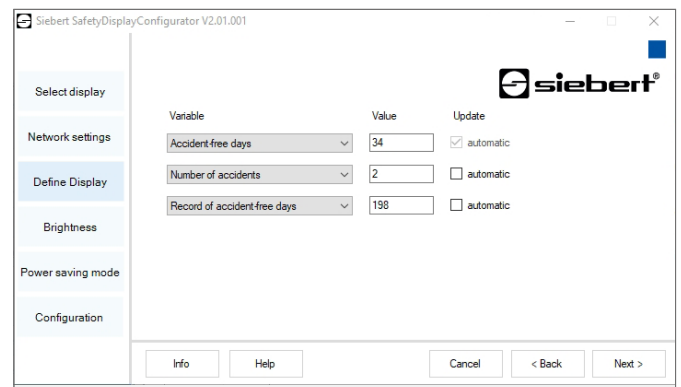 Siebert SafetyDisplayConfigurator V2.01.001
siebert®
Select display
Network settings
Define Display
Brightness
Power saving mode
Configuration
Variable Value Update
Accident-free days 34 automatic
Number of accidents 2 automatic
Record of accident-free days 198 automatic
Info Help Cancel < Back Next >